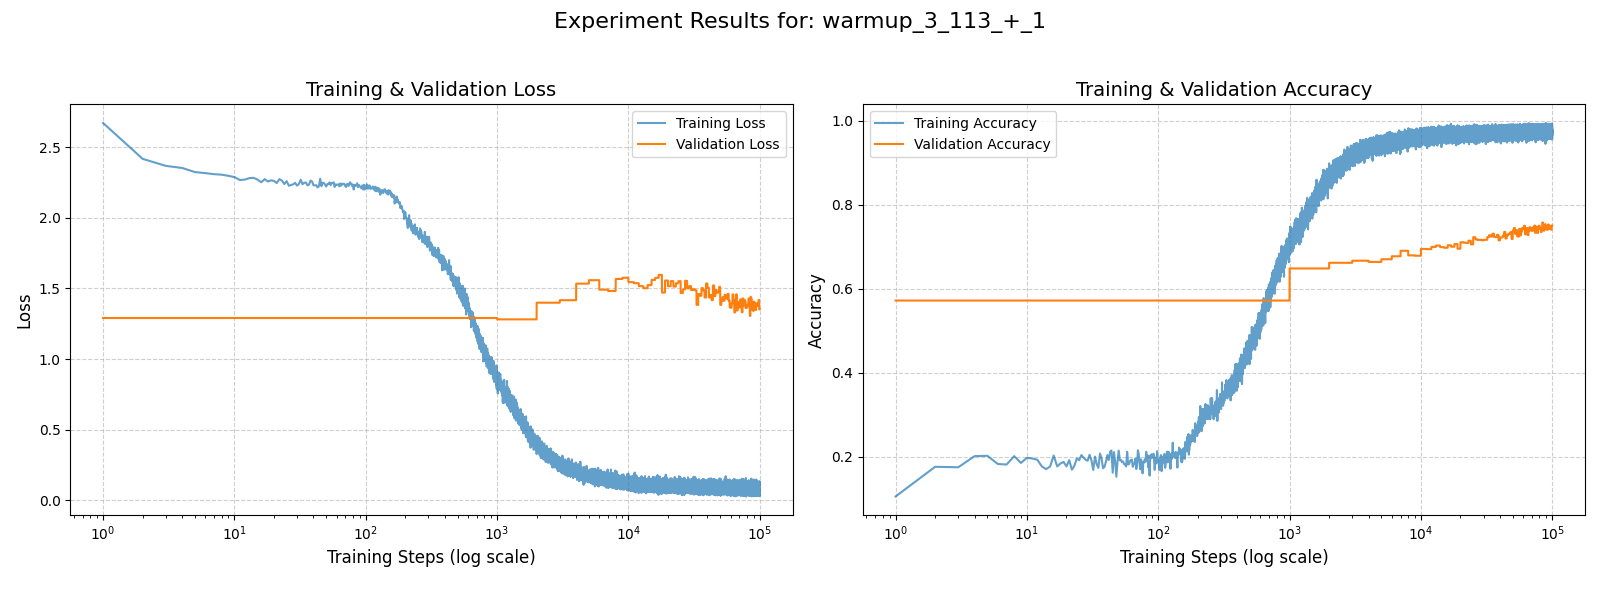 Experiment Results for: warmup_3_113_+_1
Training & Validation Loss
Training Loss
Validation Loss
2.5
2.0
1.5
1.0
0.5
0.0
Loss
10^0
10^1
10^2
10^3
10^4
10^5
Training Steps (log scale)
Training & Validation Accuracy
Training Accuracy
Validation Accuracy
1.0
0.8
0.6
0.4
0.2
Accuracy
10^0
10^1
10^2
10^3
10^4
10^5
Training Steps (log scale)